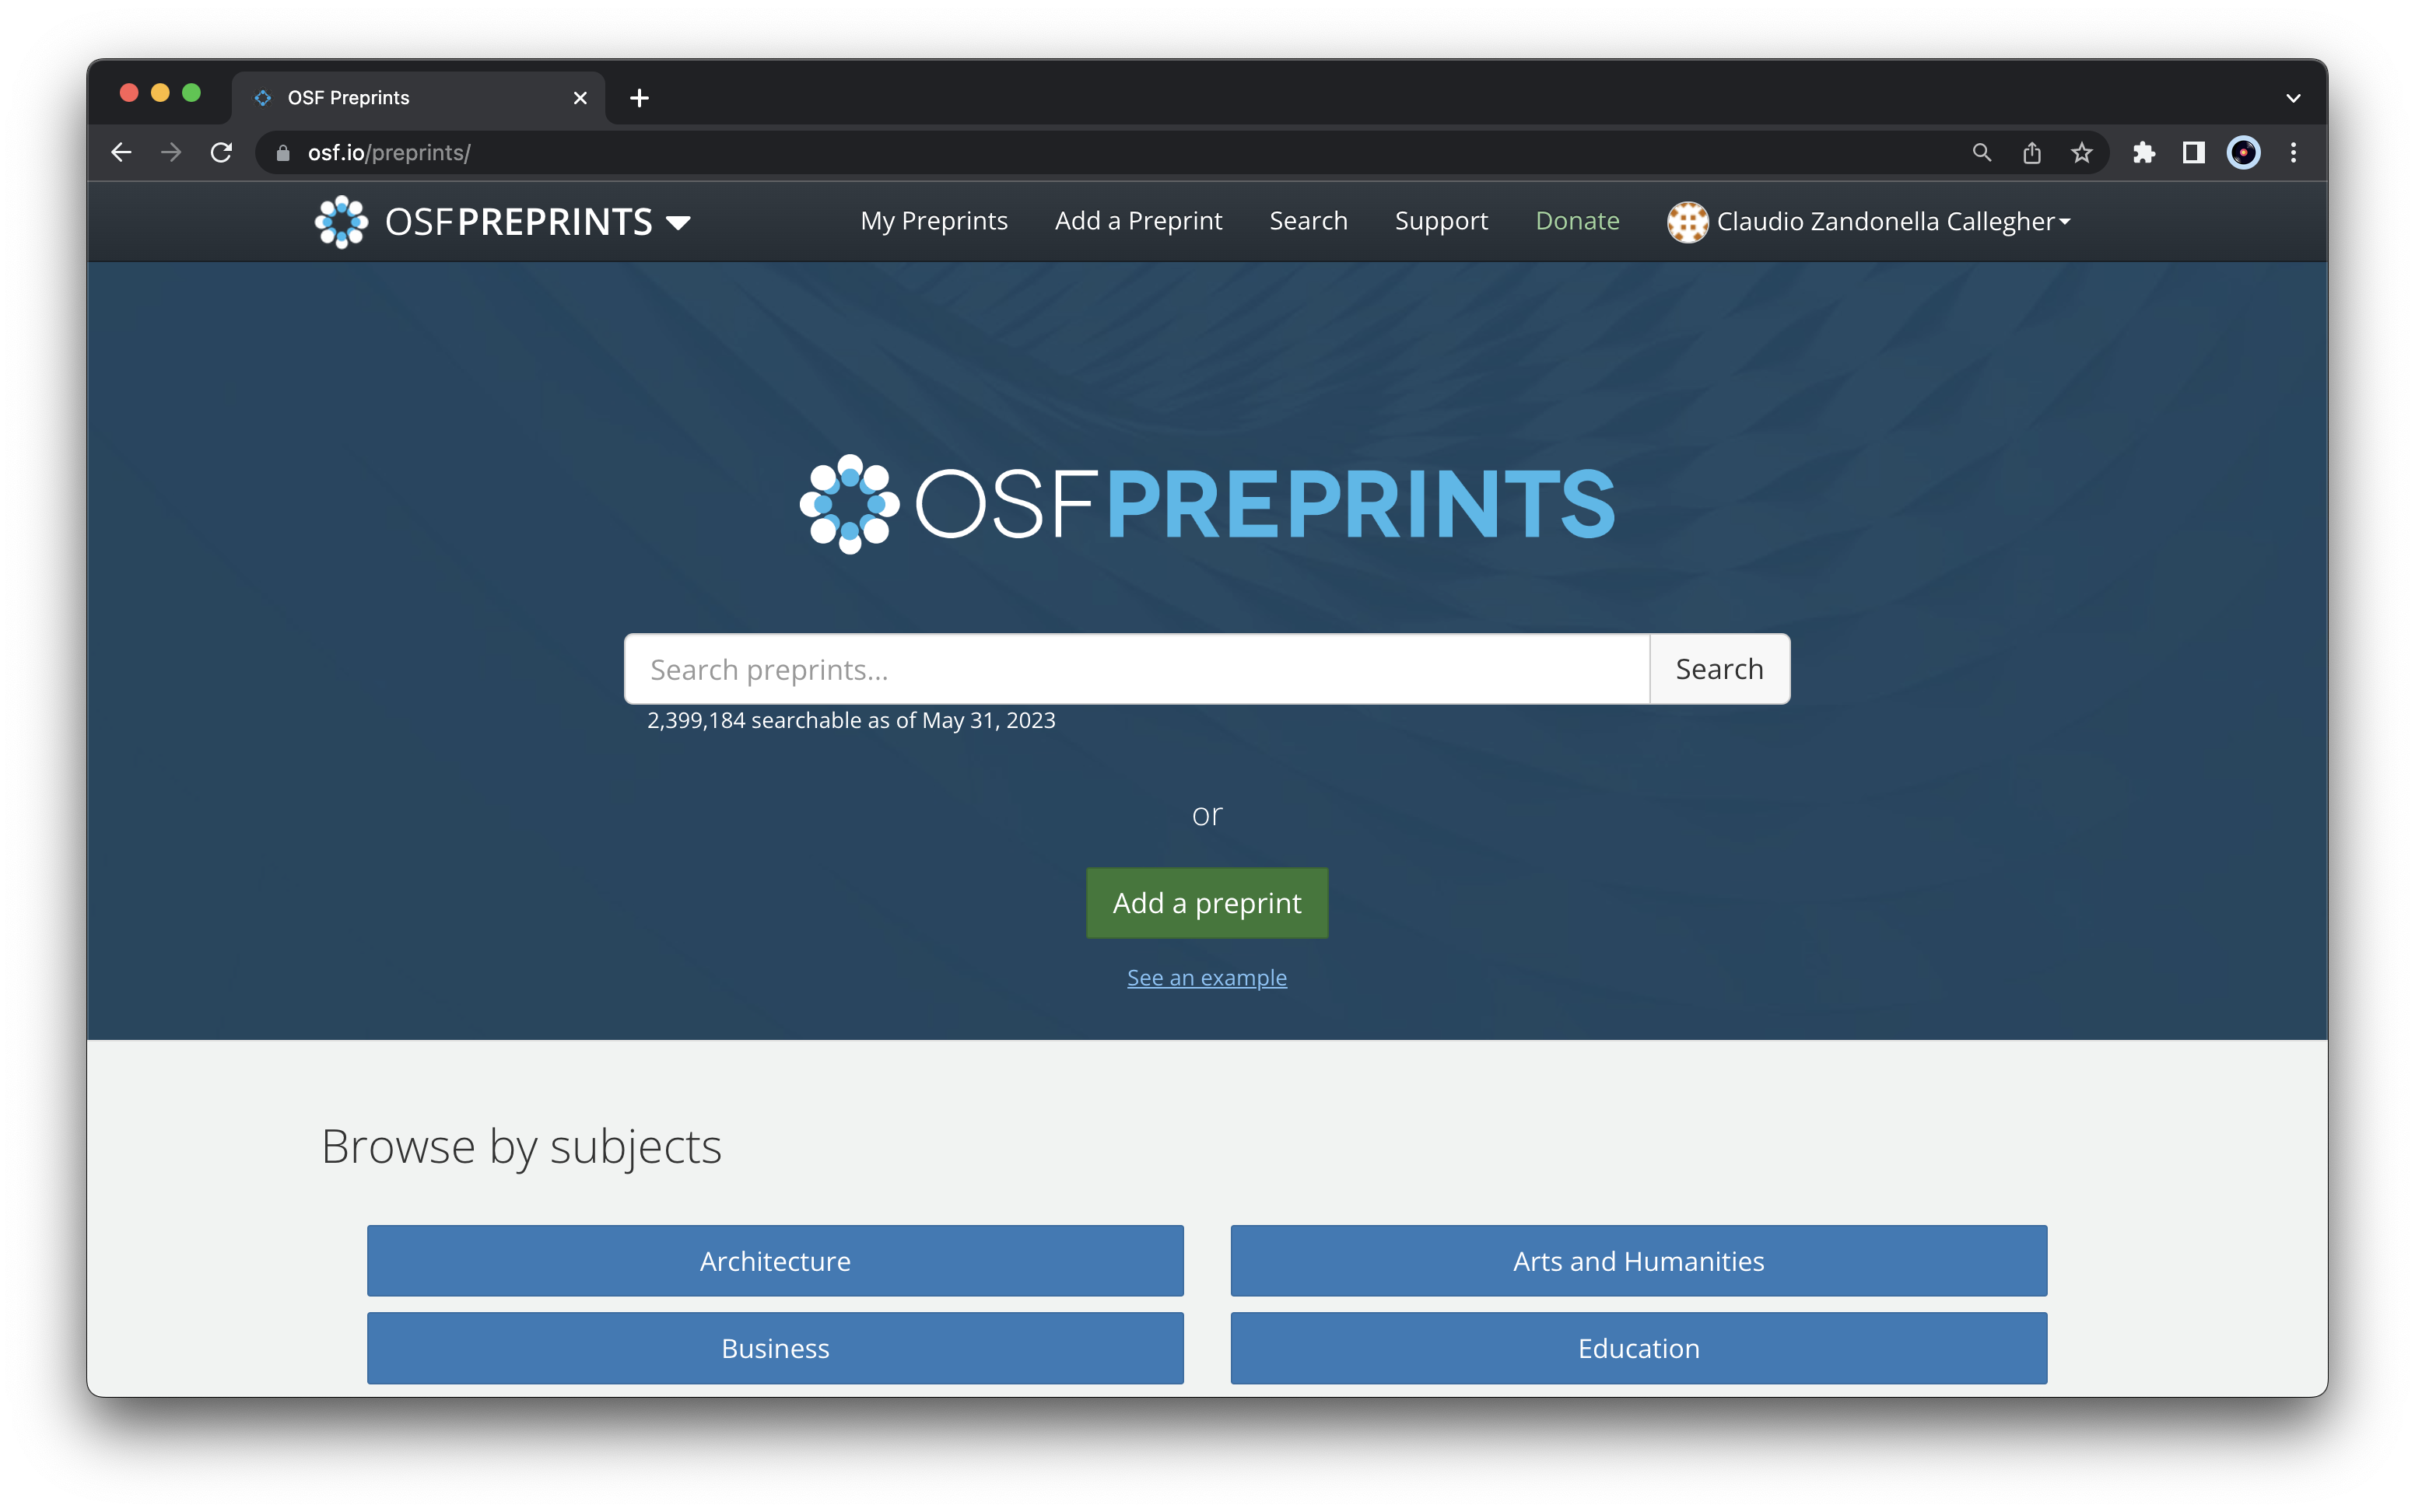 OSF Preprints
osf.io/preprints/
OSFPREPRINTS My Preprints Add a Preprint Search Support Donate Claudio Zandonella Callegher
OSFPREPRINTS
Search preprints... Search
2,399,184 searchable as of May 31, 2023
or
Add a preprint
See an example
Browse by subjects
Architecture Arts and Humanities
Business Education